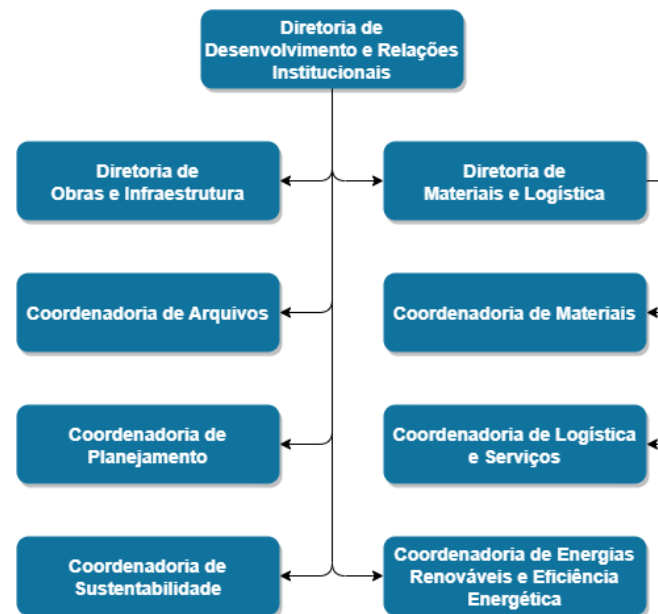 Diretoria de
Desenvolvimento e Relações
Institucionais
Diretoria de
Obras e Infraestrutura
Diretoria de
Materiais e Logística
Coordenadoria de Arquivos
Coordenadoria de Materiais
Coordenadoria de
Planejamento
Coordenadoria de Logística
e Serviços
Coordenadoria de
Sustentabilidade
Coordenadoria de Energias
Renováveis e Eficiência
Energética